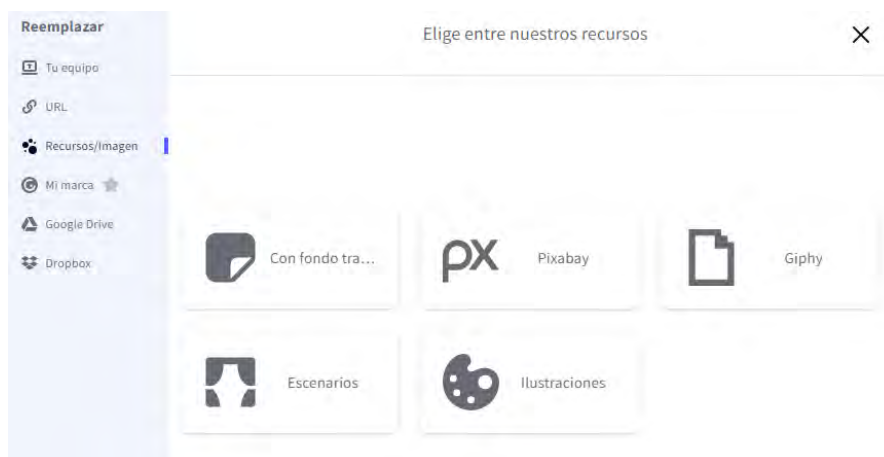 Reemplazar
Tu equipo
URL
Recursos/Imagen
Mi marca
Google Drive
Dropbox
Elige entre nuestros recursos
Con fondo tra...
px Pixabay
Giphy
Escenarios
Ilustraciones